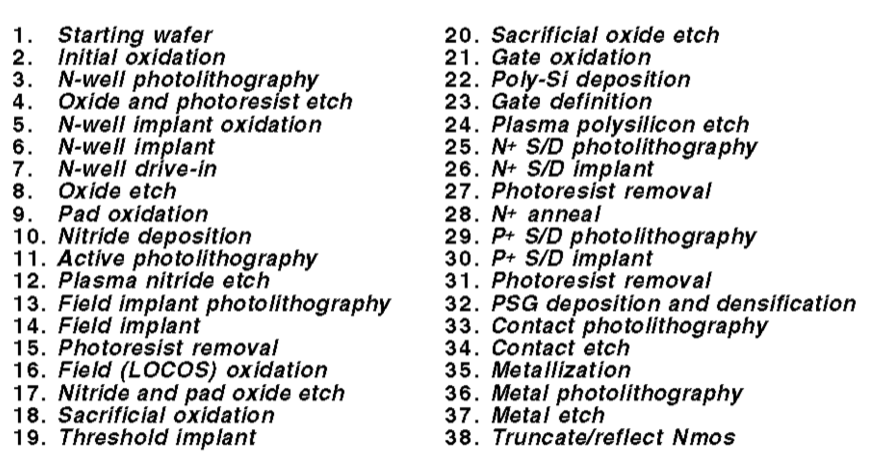 1. Starting wafer
2. Initial oxidation
3. N-well photolithography
4. Oxide and photoresist etch
5. N-well implant oxidation
6. N-well implant
7. N-well drive-in
8. Oxide etch
9. Pad oxidation
10. Nitride deposition
11. Active photolithography
12. Plasma nitride etch
13. Field implant photolithography
14. Field implant
15. Photoresist removal
16. Field (LOCOS) oxidation
17. Nitride and pad oxide etch
18. Sacrificial oxidation
19. Threshold implant
20. Sacrificial oxide etch
21. Gate oxidation
22. Poly-Si deposition
23. Gate definition
24. Plasma polysilicon etch
25. N+ S/D photolithography
26. N+ S/D implant
27. Photoresist removal
28. N+ anneal
29. P+ S/D photolithography
30. P+ S/D implant
31. Photoresist removal
32. PSG deposition and densification
33. Contact photolithography
34. Contact etch
35. Metallization
36. Metal photolithography
37. Metal etch
38. Truncate/reflect Nmos